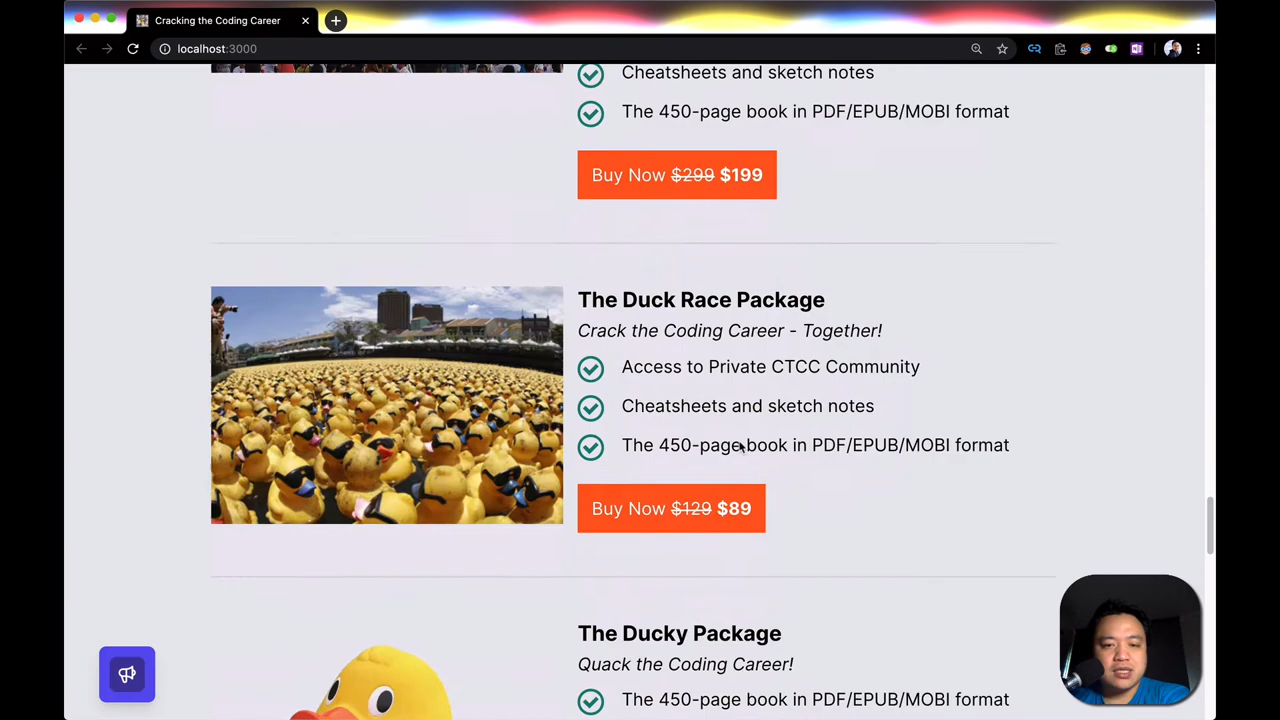 Cracking the Coding Career
localhost:3000
Cheatsheets and sketch notes
The 450-page book in PDF/EPUB/MOBI format
Buy Now $299 $199
The Duck Race Package
Crack the Coding Career - Together!
Access to Private CTCC Community
Cheatsheets and sketch notes
The 450-page book in PDF/EPUB/MOBI format
Buy Now $129 $89
The Ducky Package
Quack the Coding Career!
The 450-page book in PDF/EPUB/MOBI format